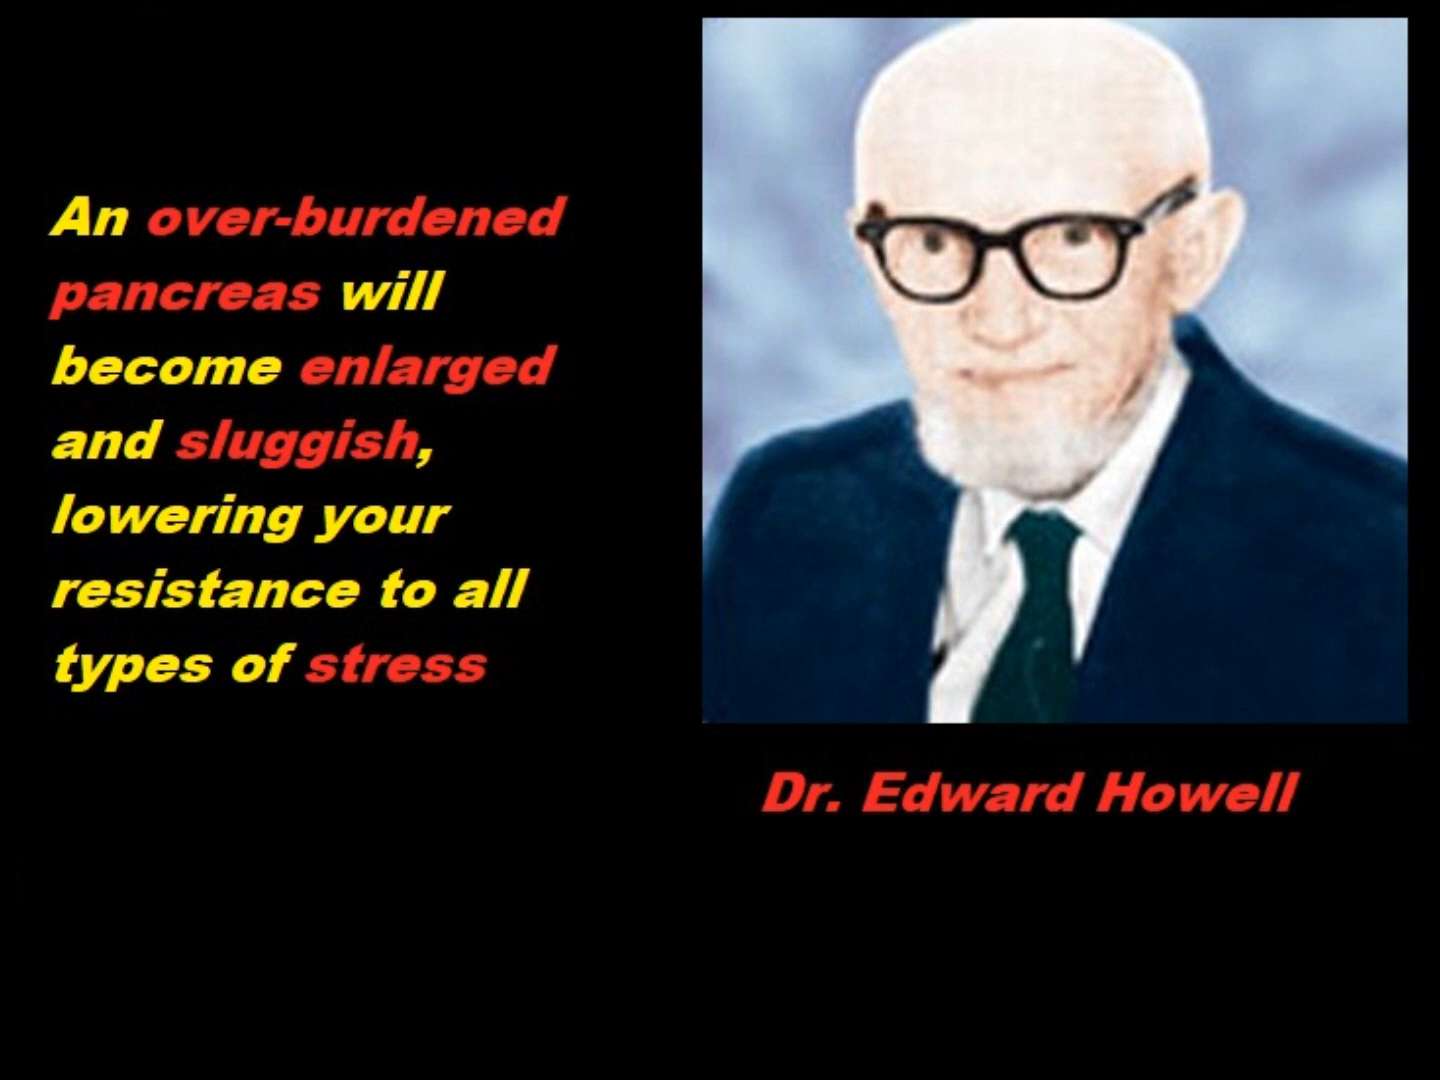 An over-burdened
pancreas will
become enlarged
and sluggish,
lowering your
resistance to all
types of stress
Dr. Edward Howell